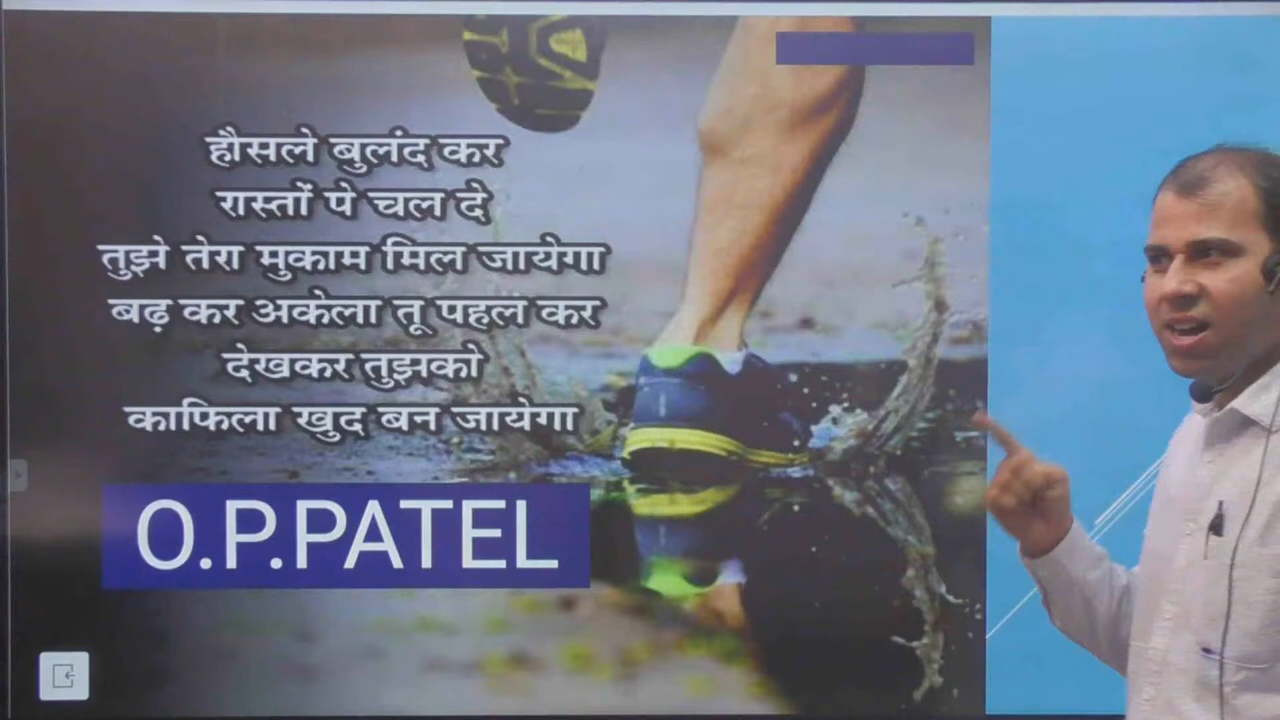 हौसले बुलंद कर
रास्तों पे चल दे
तुझे तेरा मुकाम मिल जायेगा
बढ़ कर अकेला तू पहल कर
देखकर तुझको
काफिला खुद बन जायेगा
O.P.PATEL